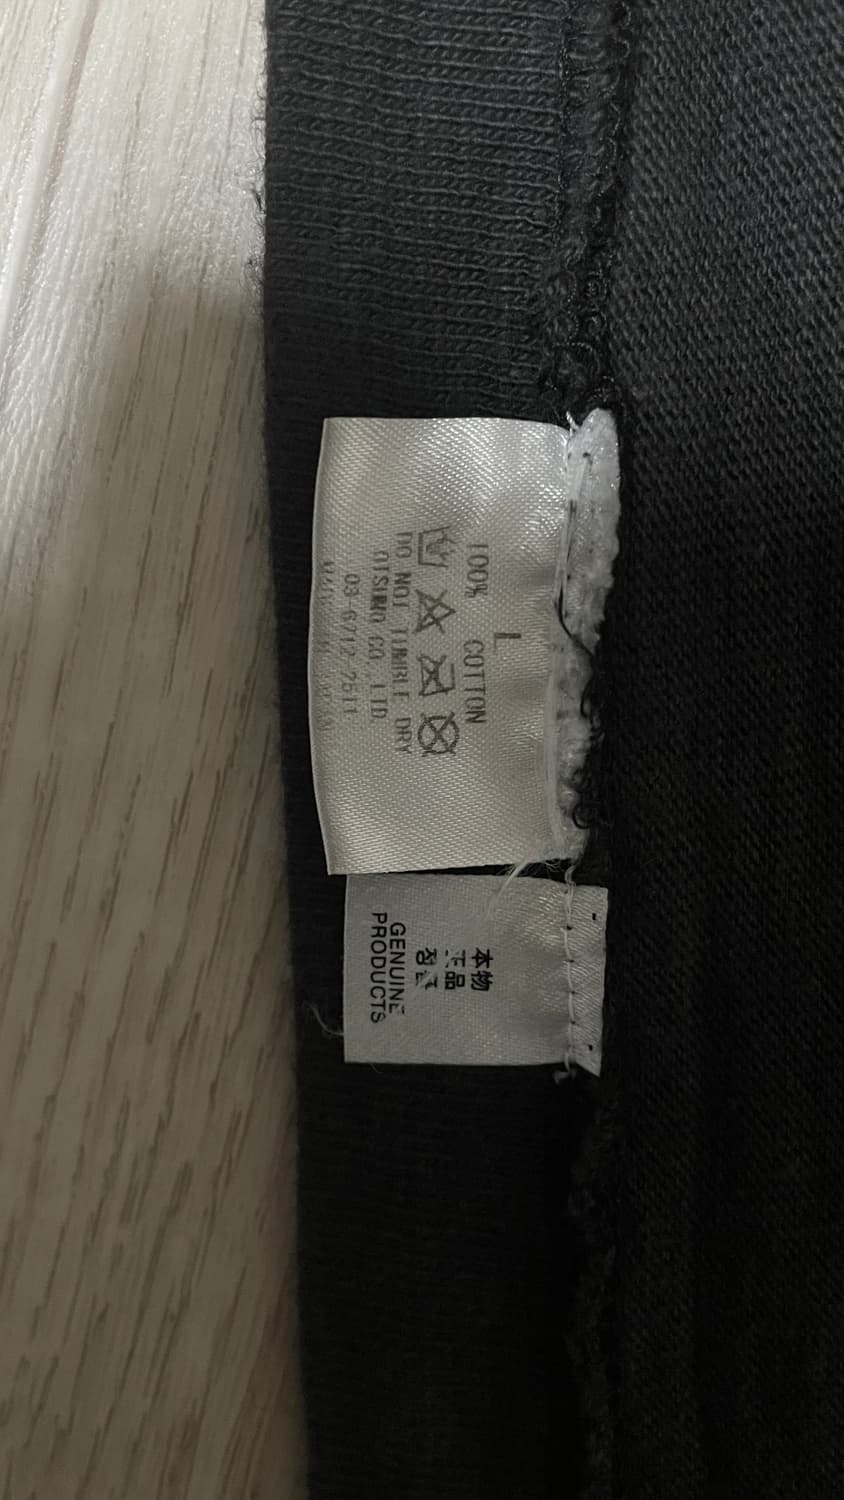 L
100% COTTON
DO NOT TUMBLE DRY
CO LTD
03-6712-2511
本物
正品
정품
GENUINE
PRODUCTS